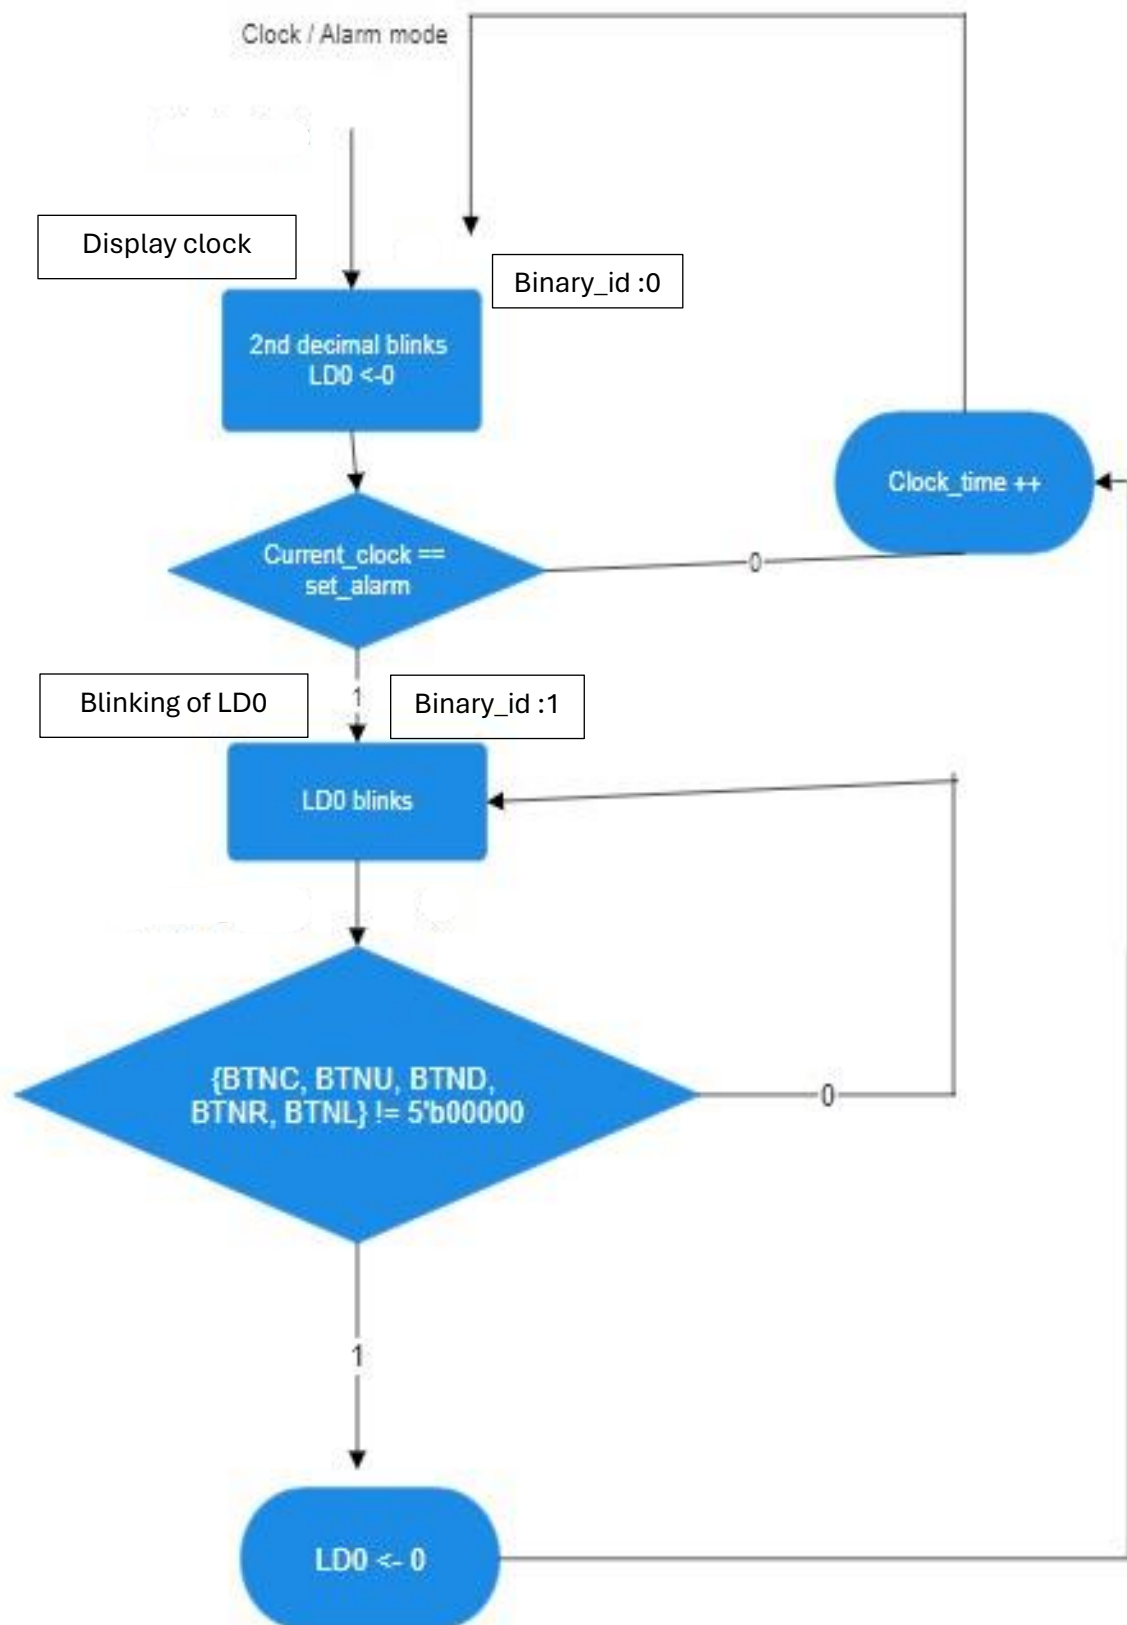 Clock / Alarm mode
Display clock
Binary_id :0
2nd decimal blinks
LD0 <-0
Clock_time ++
Current_clock ==
set_alarm
0
1
Blinking of LD0
Binary_id :1
LD0 blinks
{BTNC, BTNU, BTND,
BTNR, BTNL} != 5'b00000
0
1
LD0 <- 0